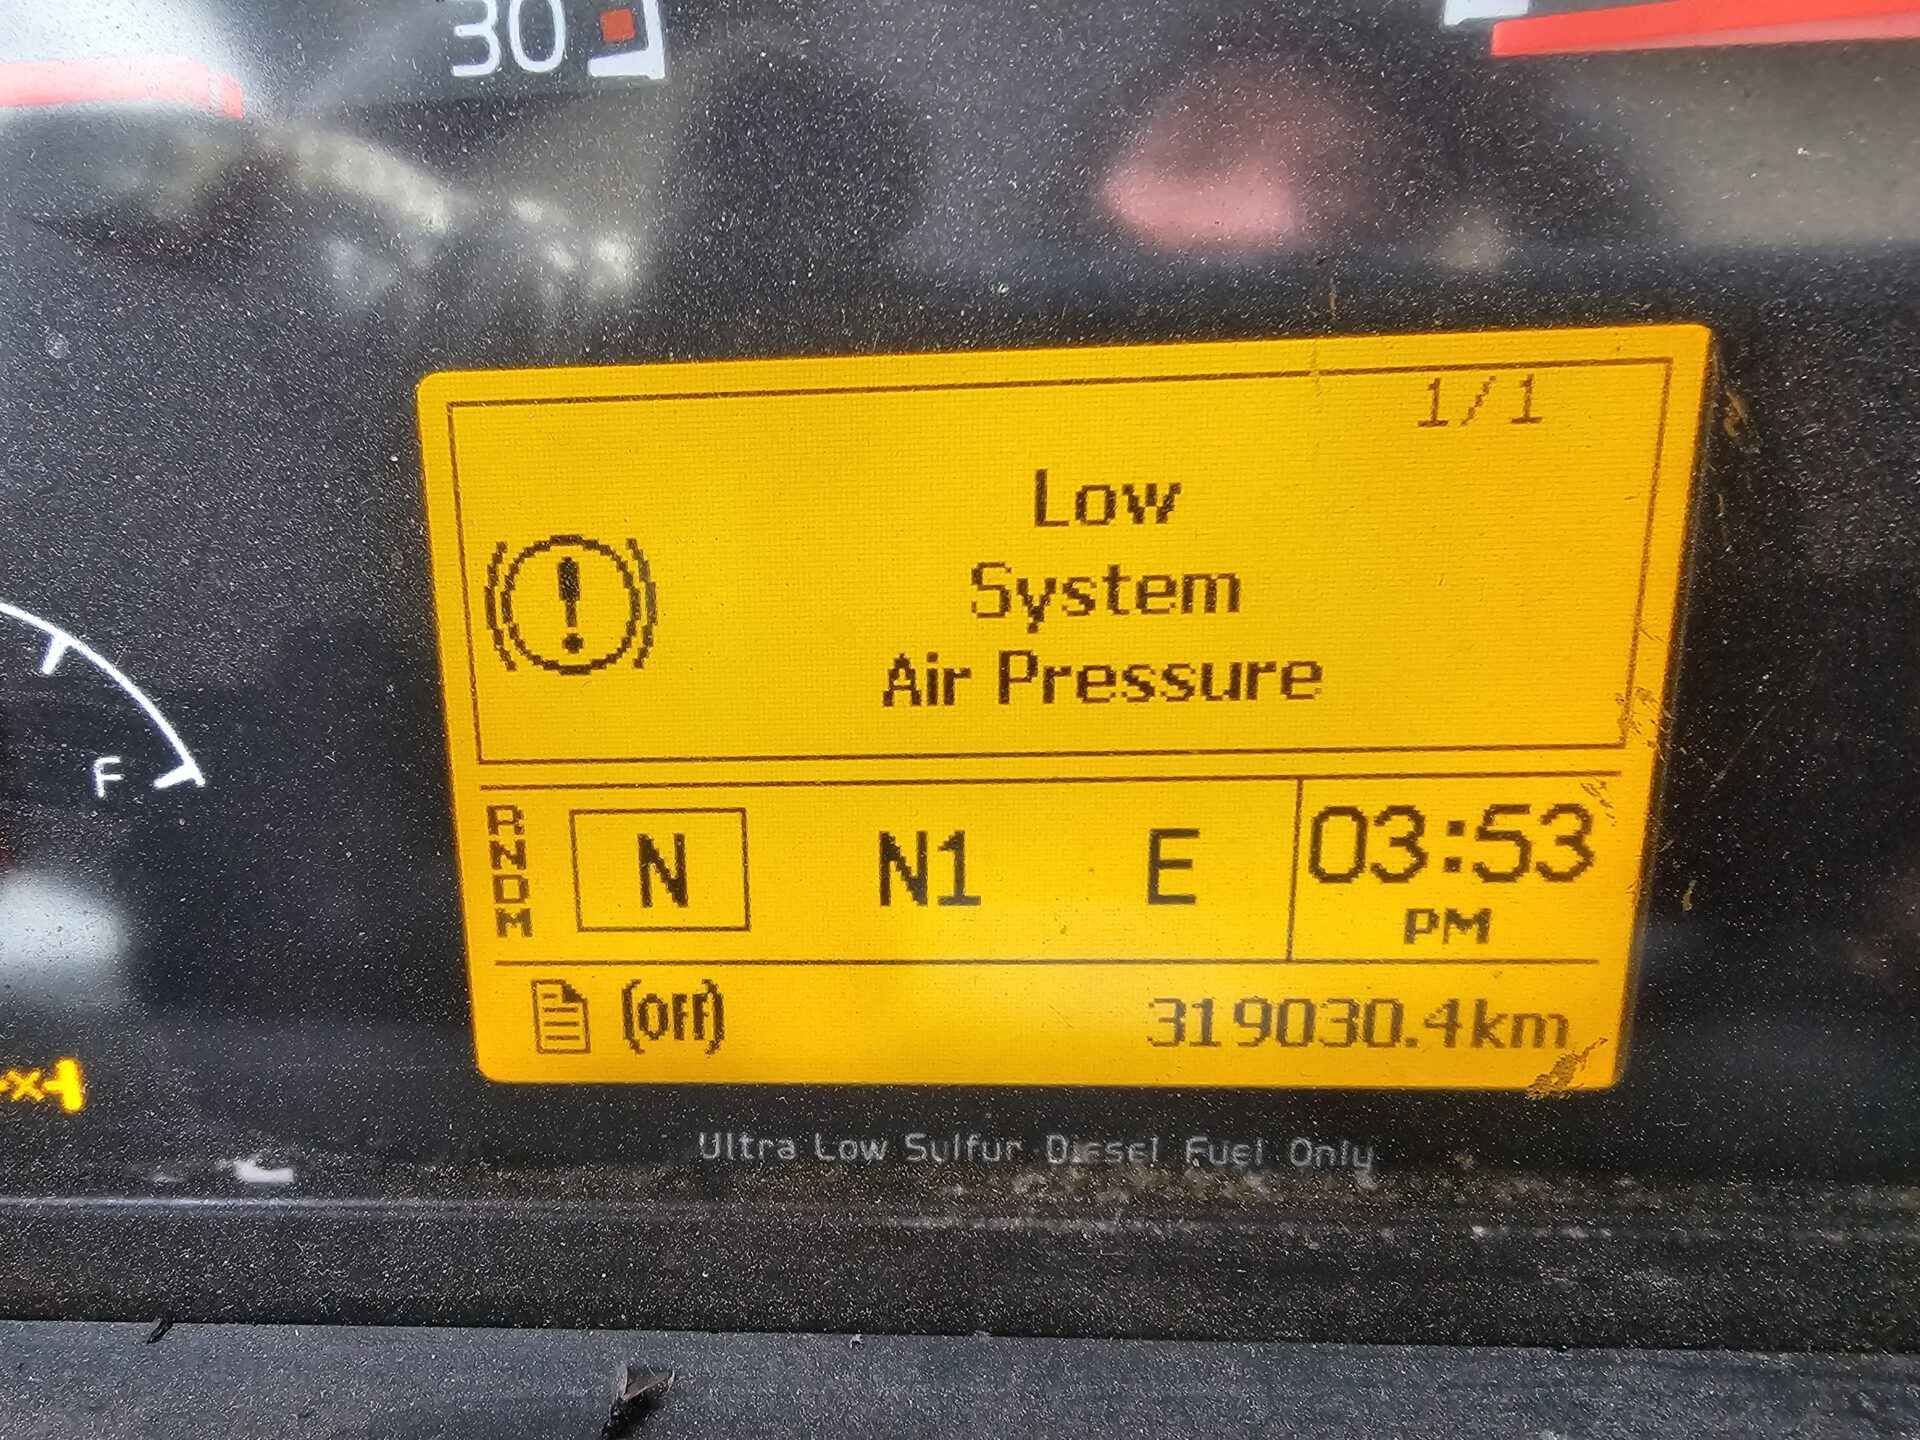 30
1/1
Low
System
Air Pressure
F
RNDM
N N1 E
03:53
PM
(OFF) 319030.4km
Ultra Low Sulfur Diesel Fuel Only